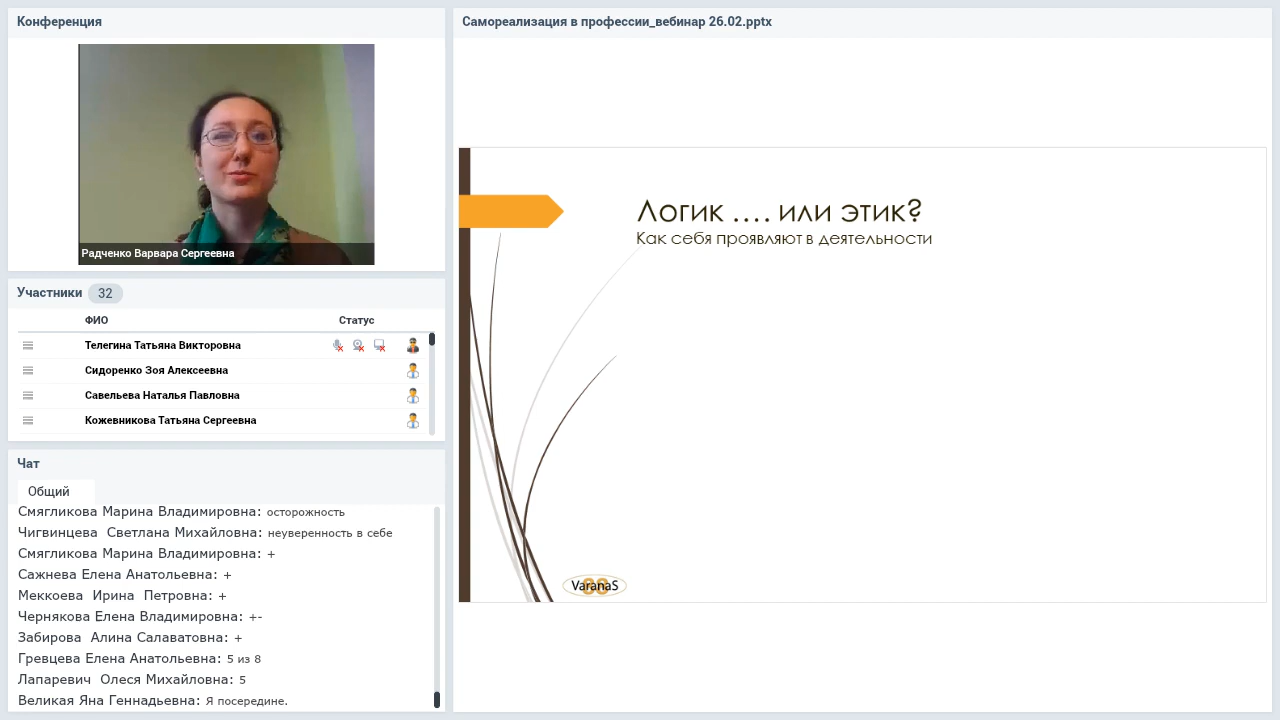 Конференция
Радченко Варвара Сергеевна
Участники 32
ФИО Статус
Телегина Татьяна Викторовна
Сидоренко Зоя Алексеевна
Савельева Наталья Павловна
Кожевникова Татьяна Сергеевна
Чат
Общий
Смягликова Марина Владимировна: осторожность
Чигвинцева Светлана Михайловна: неуверенность в себе
Смягликова Марина Владимировна: +
Сажнева Елена Анатольевна: +
Меккоева Ирина Петровна: +
Чернякова Елена Владимировна: +-
Забирова Алина Салаватовна: +
Гревцева Елена Анатольевна: 5 из 8
Лапаревич Олеся Михайловна: 5
Великая Яна Геннадьевна: Я посередине.
Самореализация в профессии_вебинар 26.02.pptx
Логик .... или этик?
Как себя проявляют в деятельности
VaranaS